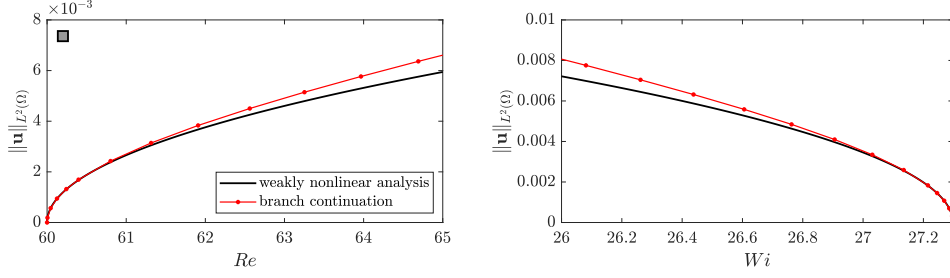 ×10⁻³
8
6
4
2
0
||u||_{L²(Ω)}
weakly nonlinear analysis
branch continuation
60 61 62 63 64 65
Re
0.01
0.008
0.006
0.004
0.002
0
||u||_{L²(Ω)}
26 26.2 26.4 26.6 26.8 27 27.2
Wi